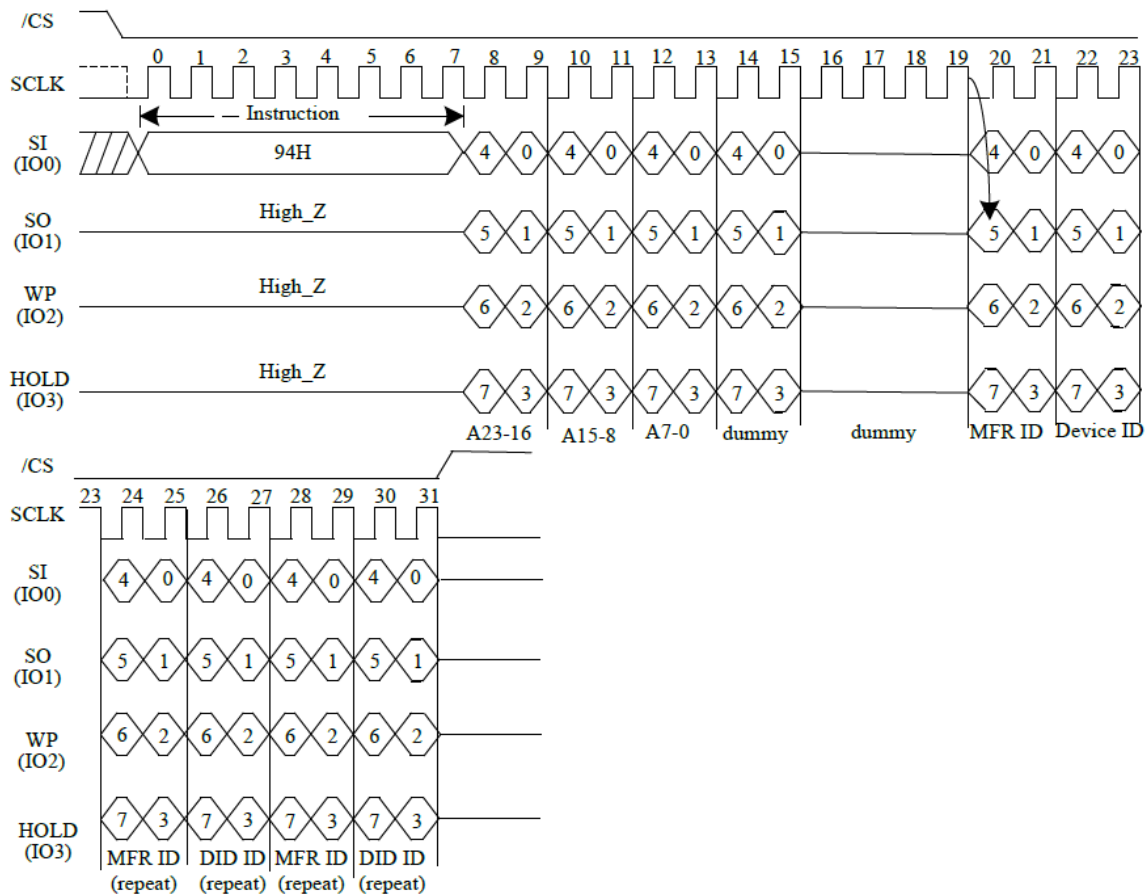 /CS
0 1 2 3 4 5 6 7 8 9 10 11 12 13 14 15 16 17 18 19 20 21 22 23
SCLK
Instruction
SI
(IO0)
94H
4 0 4 0 4 0 4 0 4 0 4 0
SO
(IO1)
High_Z
5 1 5 1 5 1 5 1 5 1 5 1
WP
(IO2)
High_Z
6 2 6 2 6 2 6 2 6 2 6 2
HOLD
(IO3)
High_Z
7 3 7 3 7 3 7 3 7 3 7 3
A23-16 A15-8 A7-0 dummy dummy MFR ID Device ID
/CS
23 24 25 26 27 28 29 30 31
SCLK
SI
(IO0)
4 0 4 0 4 0 4 0
SO
(IO1)
5 1 5 1 5 1 5 1
WP
(IO2)
6 2 6 2 6 2 6 2
HOLD
(IO3)
7 3 7 3 7 3 7 3
MFR ID DID ID MFR ID DID ID
(repeat) (repeat) (repeat) (repeat)